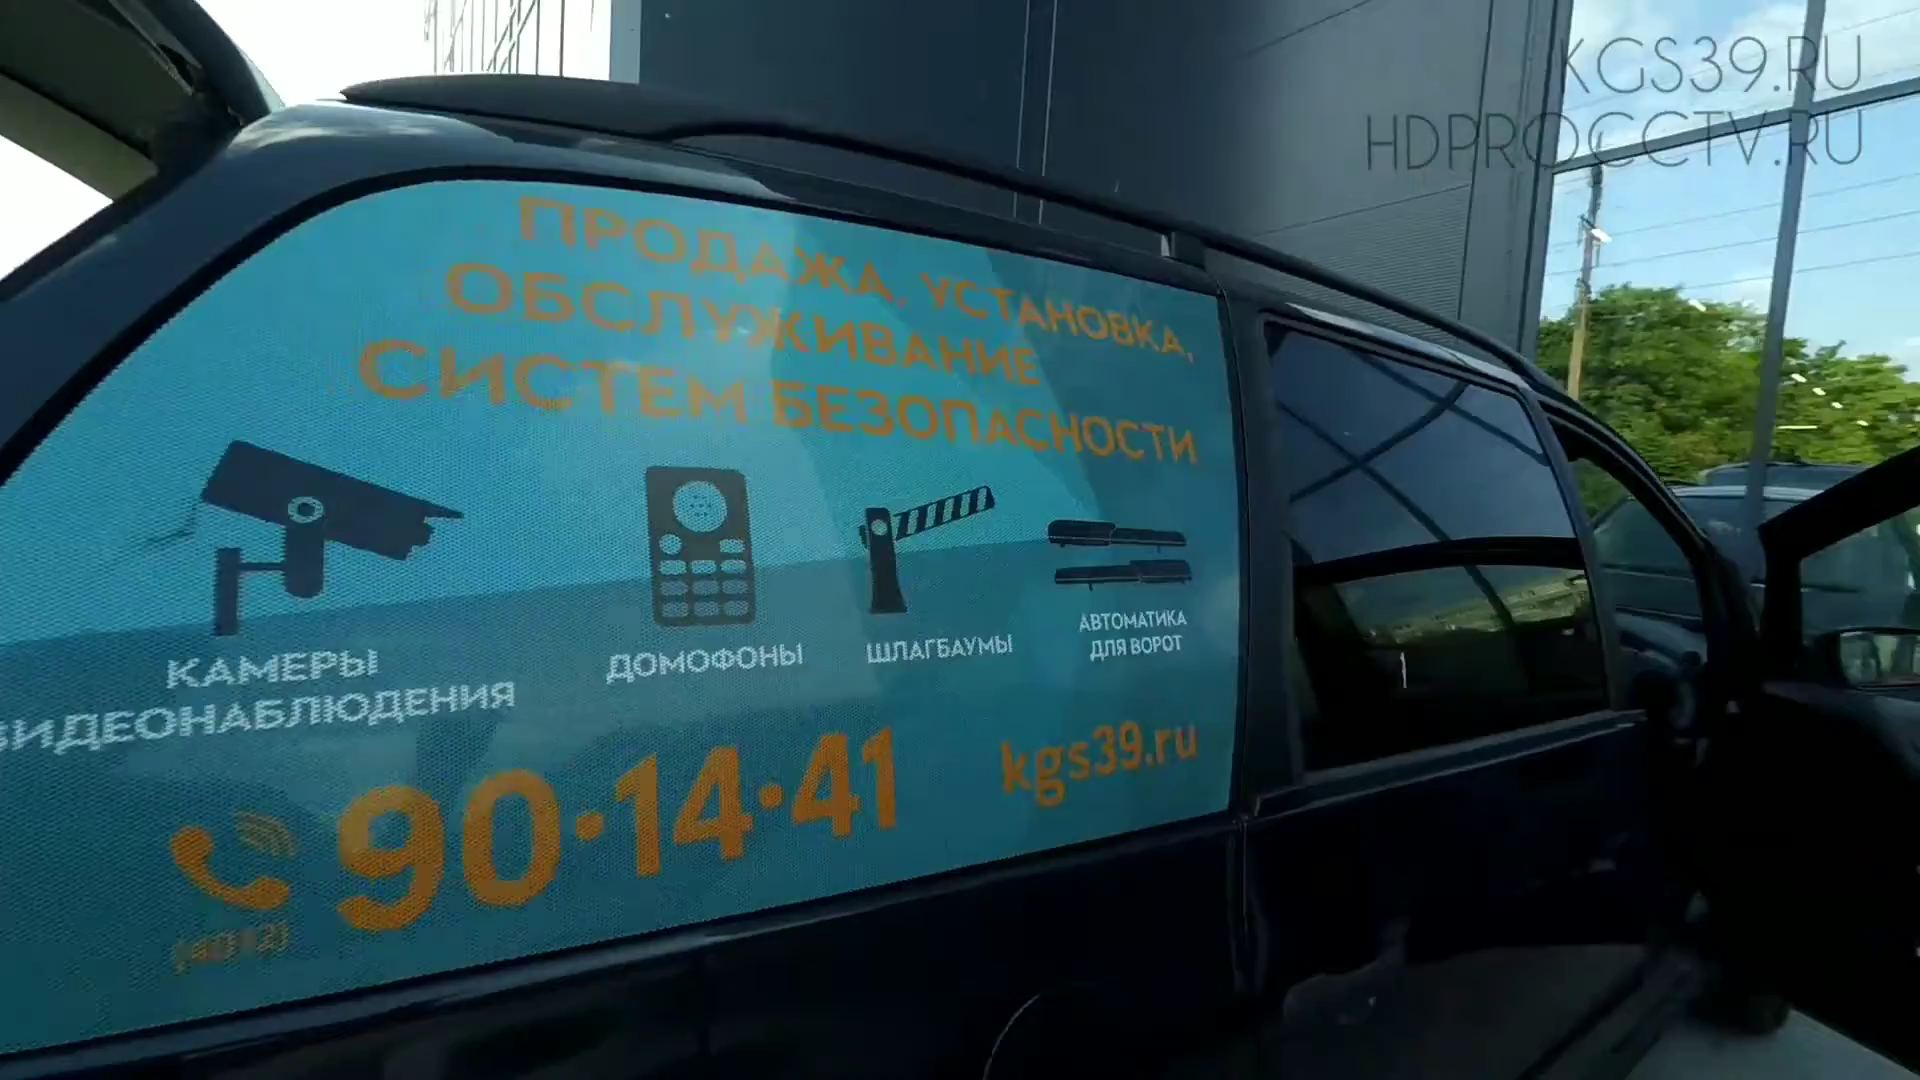 KGS39.RU
HDPROCCTV.RU
ПРОДАЖА, УСТАНОВКА,
ОБСЛУЖИВАНИЕ
СИСТЕМ БЕЗОПАСНОСТИ
КАМЕРЫ
ВИДЕОНАБЛЮДЕНИЯ
ДОМОФОНЫ
ШЛАГБАУМЫ
АВТОМАТИКА
ДЛЯ ВОРОТ
90·14·41
(4012)
kgs39.ru